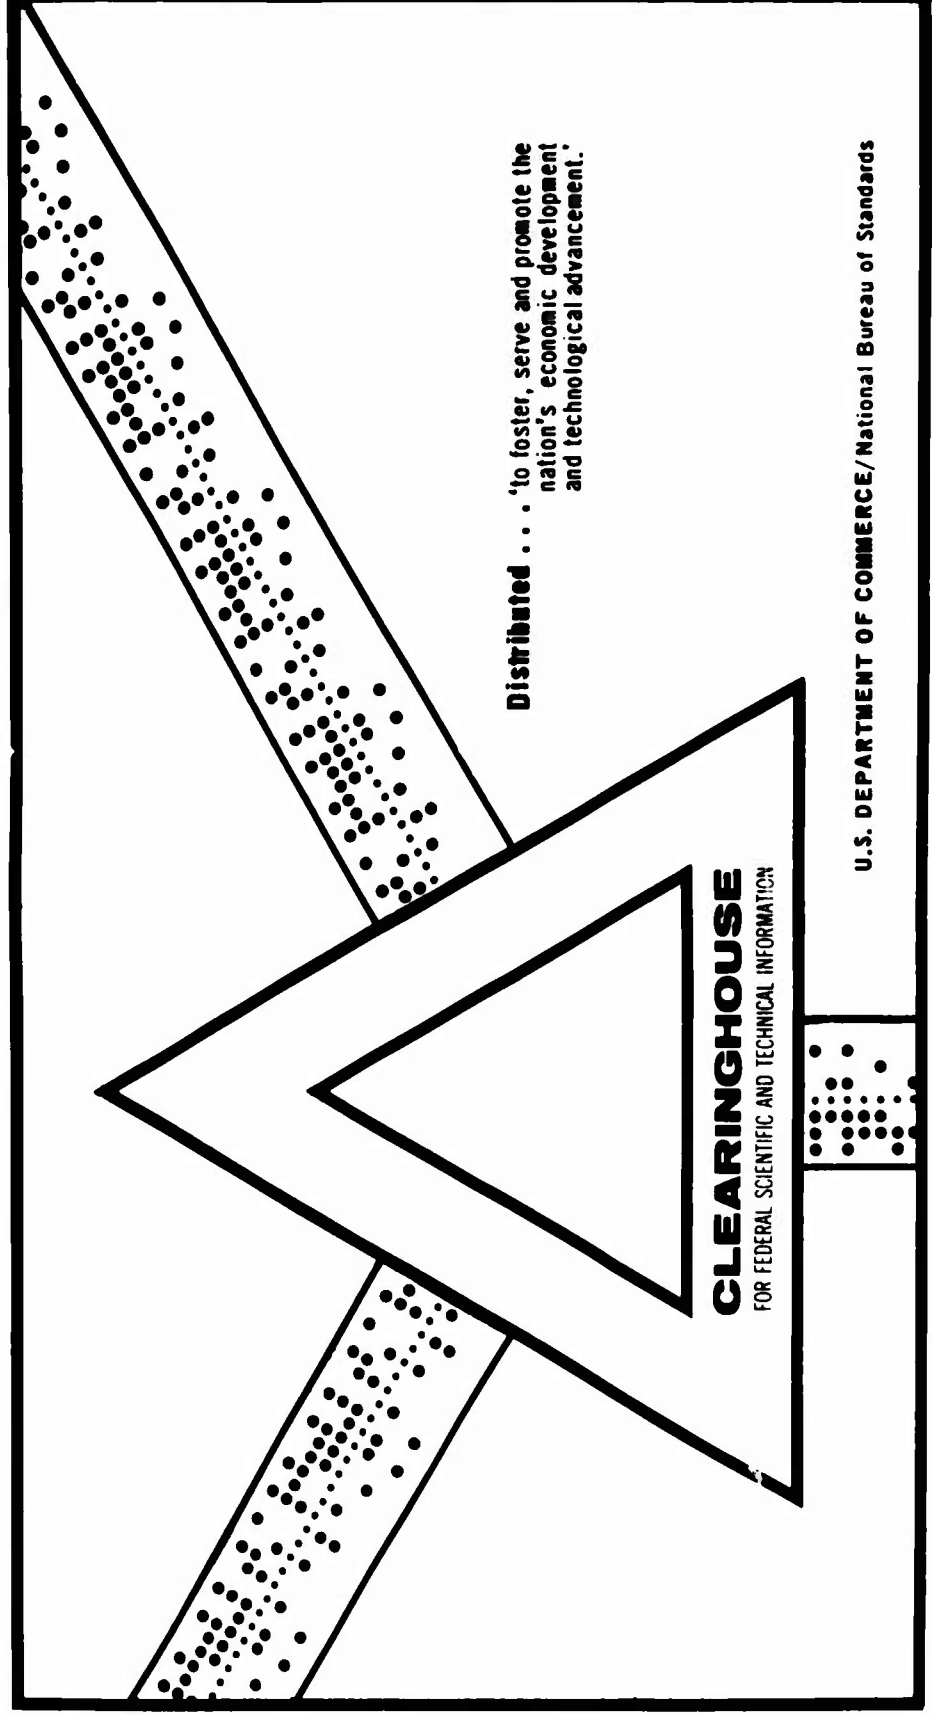 Distributed . . . ‘to foster, serve and promote the
nation's economic development
and technological advancement.’
CLEARINGHOUSE
FOR FEDERAL SCIENTIFIC AND TECHNICAL INFORMATION
U.S. DEPARTMENT OF COMMERCE/National Bureau of Standards